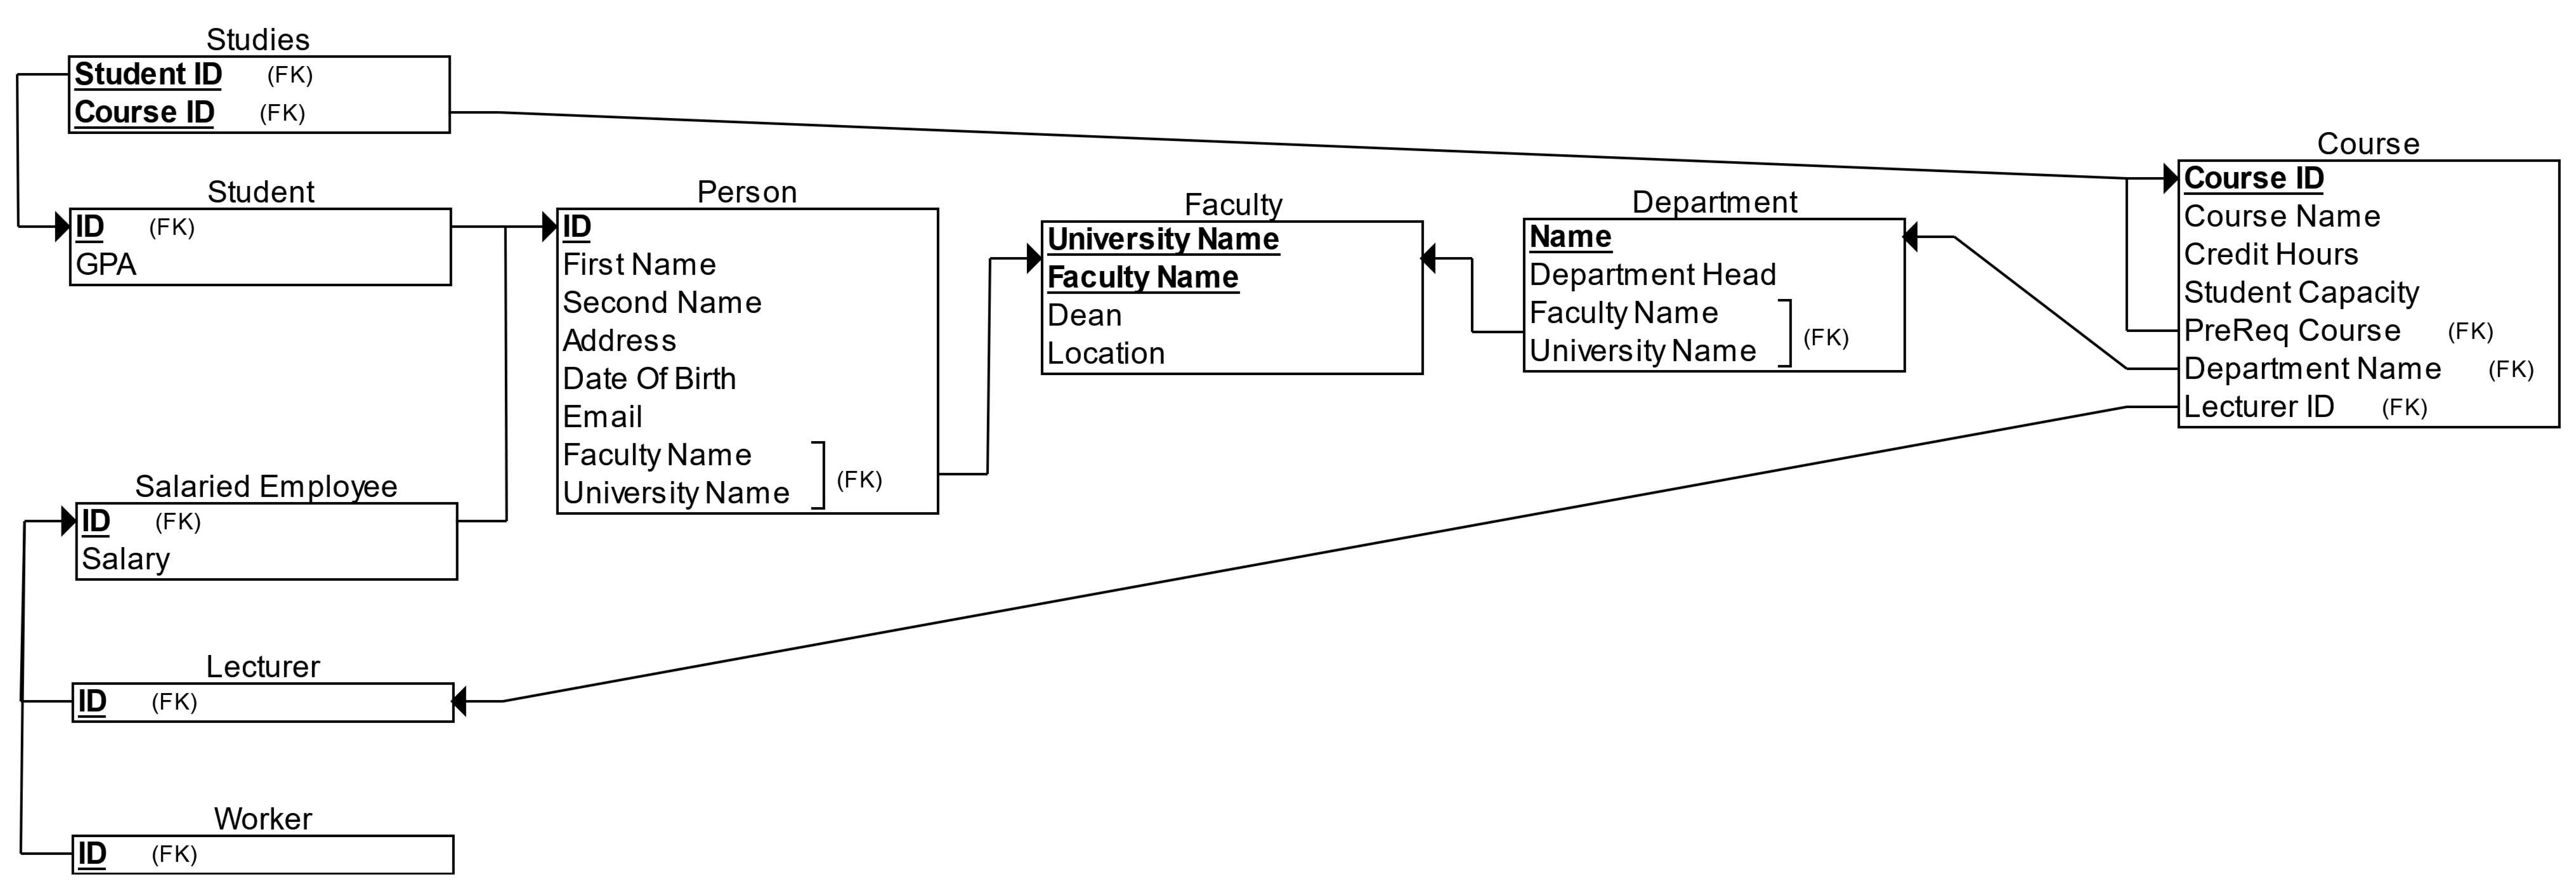 Studies
Student ID (FK)
Course ID (FK)
Student
ID (FK)
GPA
Salaried Employee
ID (FK)
Salary
Lecturer
ID (FK)
Worker
ID (FK)
Person
ID
First Name
Second Name
Address
Date Of Birth
Email
Faculty Name
University Name
(FK)
Faculty
University Name
Faculty Name
Dean
Location
Department
Name
Department Head
Faculty Name
University Name
(FK)
Course
Course ID
Course Name
Credit Hours
Student Capacity
PreReq Course (FK)
Department Name (FK)
Lecturer ID (FK)